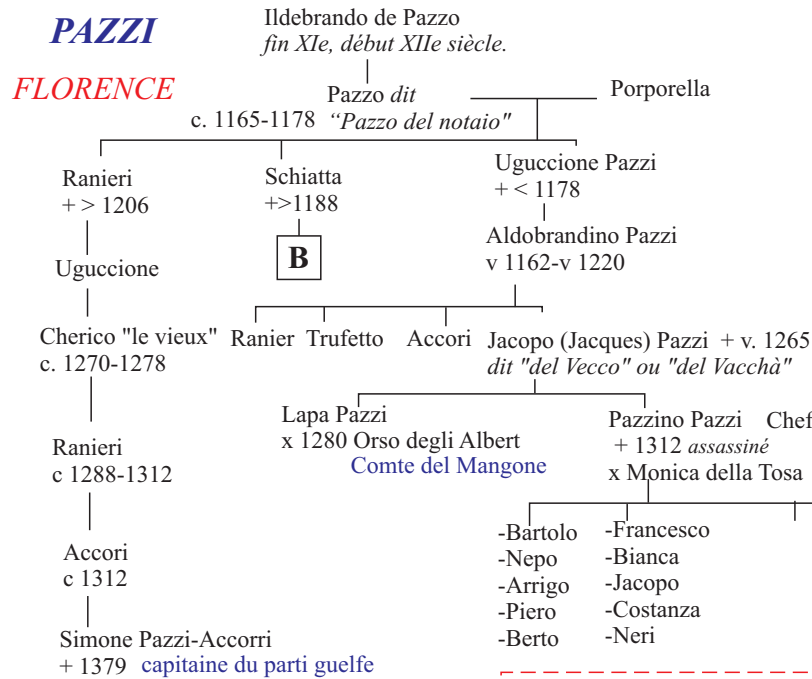 PAZZI
FLORENCE
Ildebrando de Pazzo
fin XIe, début XIIe siècle.
Pazzo dit
c. 1165-1178 “Pazzo del notaio"
Porporella
Ranieri
+ > 1206
Schiatta
+>1188
B
Uguccione Pazzi
+ < 1178
Aldobrandino Pazzi
v 1162-v 1220
Uguccione
Cherico "le vieux"
c. 1270-1278
Ranier
Trufetto
Accori
Jacopo (Jacques) Pazzi + v. 1265
dit "del Vecco" ou "del Vacchà"
Lapa Pazzi
x 1280 Orso degli Albert
Comte del Mangone
Pazzino Pazzi
+ 1312 assassiné
x Monica della Tosa
Chef
Ranieri
c 1288-1312
Accori
c 1312
Simone Pazzi-Accorri
+ 1379 capitaine du parti guelfe
-Bartolo
-Nepo
-Arrigo
-Piero
-Berto
-Francesco
-Bianca
-Jacopo
-Costanza
-Neri